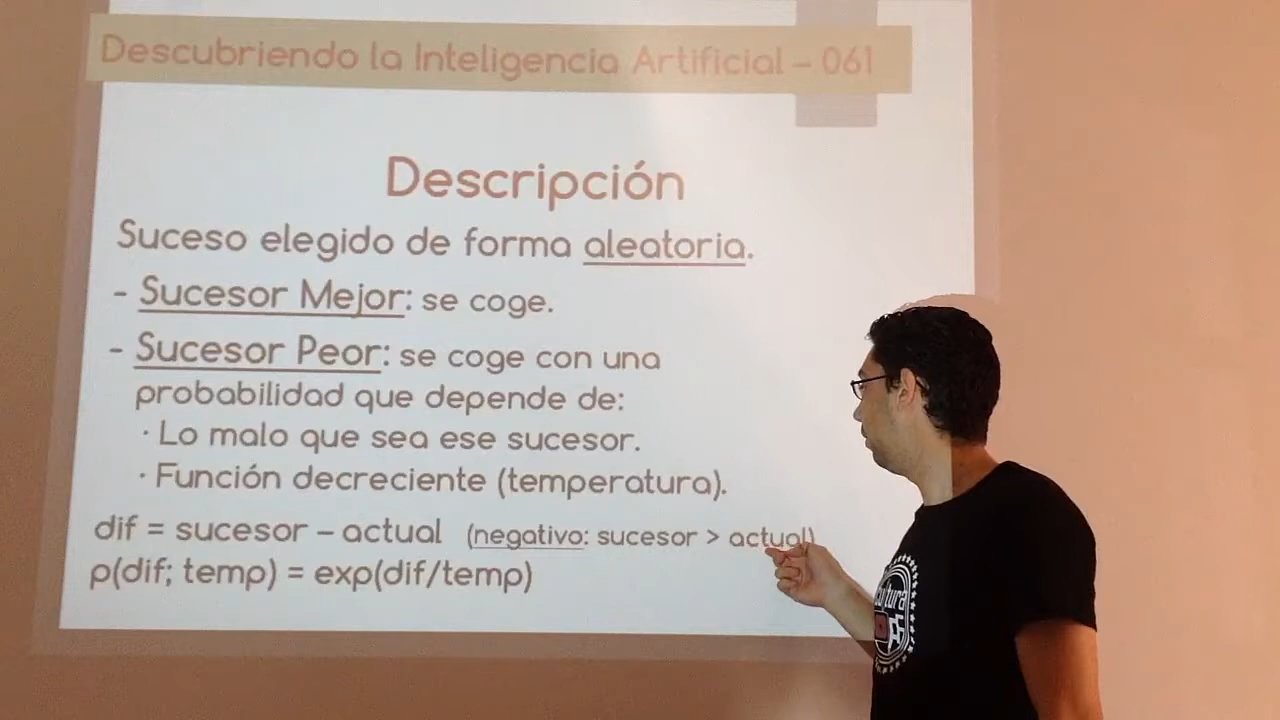 Descubriendo la Inteligencia Artificial – 061
Descripción
Suceso elegido de forma aleatoria.
- Sucesor Mejor: se coge.
- Sucesor Peor: se coge con una
probabilidad que depende de:
· Lo malo que sea ese sucesor.
· Función decreciente (temperatura).
dif = sucesor – actual (negativo: sucesor > actual)
p(dif; temp) = exp(dif/temp)